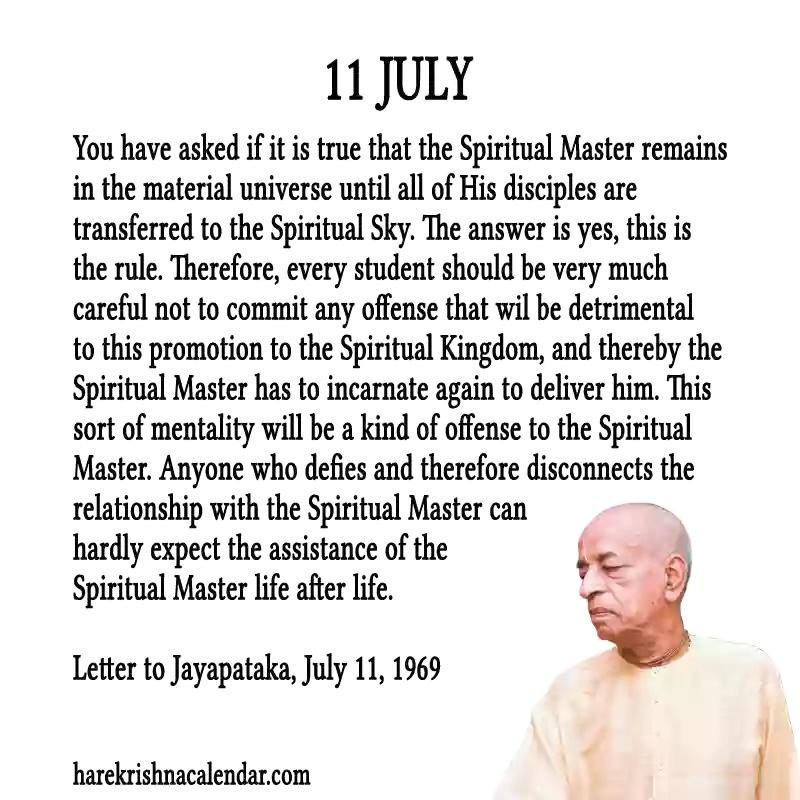 11 JULY
You have asked if it is true that the Spiritual Master remains
in the material universe until all of His disciples are
transferred to the Spiritual Sky. The answer is yes, this is
the rule. Therefore, every student should be very much
careful not to commit any offense that wil be detrimental
to this promotion to the Spiritual Kingdom, and thereby the
Spiritual Master has to incarnate again to deliver him. This
sort of mentality will be a kind of offense to the Spiritual
Master. Anyone who defies and therefore disconnects the
relationship with the Spiritual Master can
hardly expect the assistance of the
Spiritual Master life after life.
Letter to Jayapataka, July 11, 1969
harekrishnacalendar.com